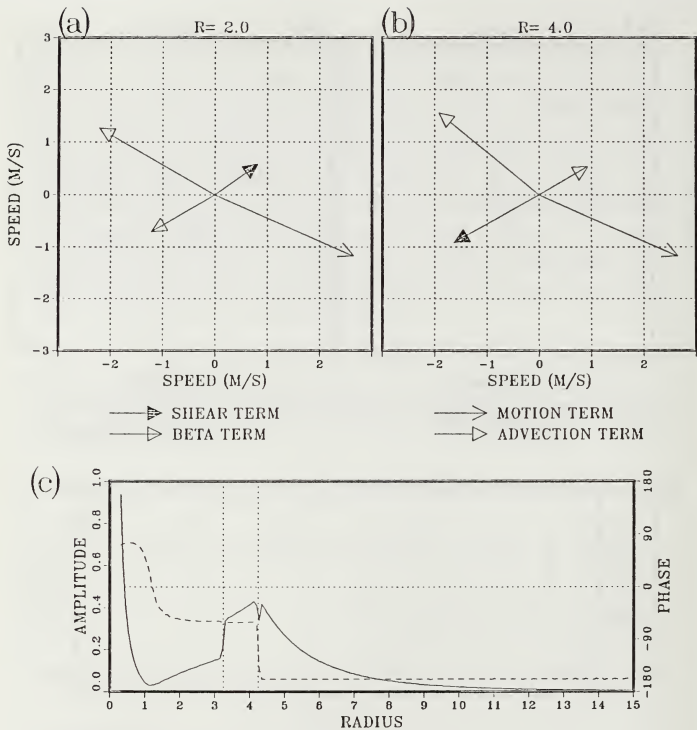 (a) R= 2.0
(b) R= 4.0
SPEED (M/S)
3
2
1
0
−1
−2
−3
−3 −2 −1 0 1 2
−2 −1 0 1 2
SPEED (M/S) SPEED (M/S)
SHEAR TERM MOTION TERM
BETA TERM ADVECTION TERM
(c)
AMPLITUDE
1.0
0.8
0.6
0.4
0.2
0.0
180
90
0
-90
-180
PHASE
0 1 2 3 4 5 6 7 8 9 10 11 12 13 14 15
RADIUS